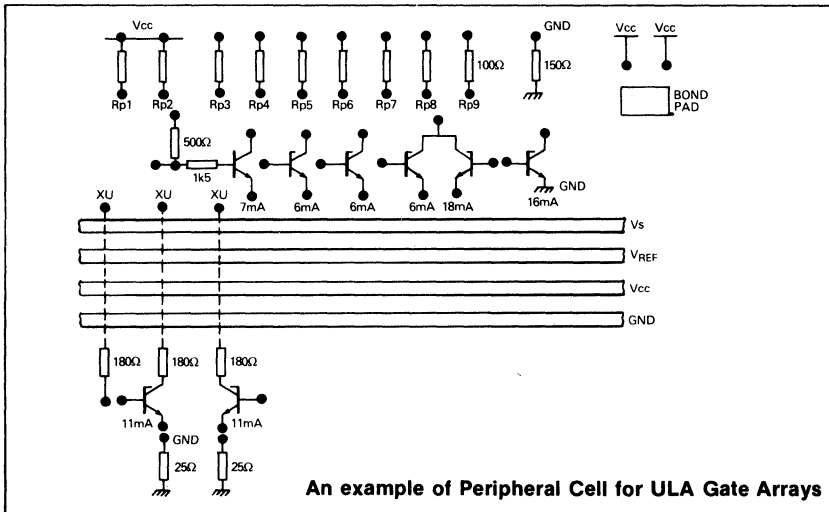 Vcc GND Vcc Vcc
100Ω 150Ω
Rp1 Rp2 Rp3 Rp4 Rp5 Rp6 Rp7 Rp8 Rp9
BOND
PAD
500Ω
1k5
7mA 6mA 6mA 6mA 18mA 16mA
GND
XU XU XU
Vs
VREF
Vcc
GND
180Ω 180Ω 180Ω
11mA 11mA
GND
25Ω 25Ω
An example of Peripheral Cell for ULA Gate Arrays